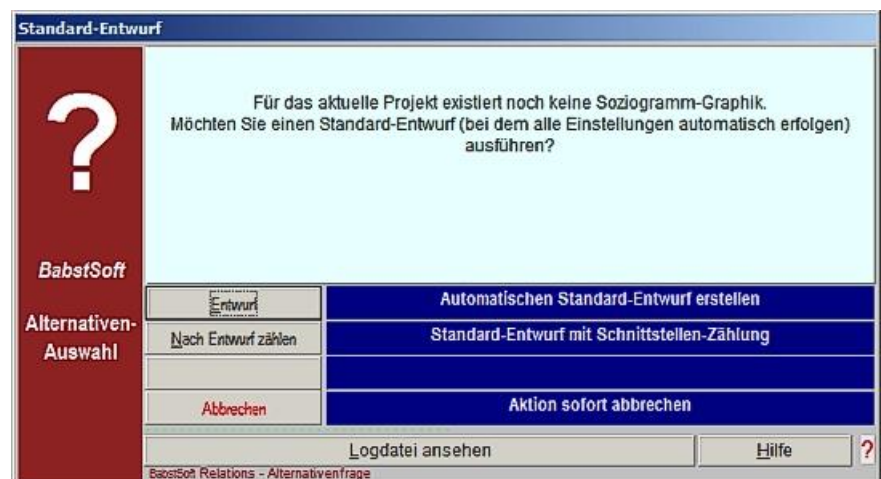 Standard-Entwurf
?
Für das aktuelle Projekt existiert noch keine Soziogramm-Graphik.
Möchten Sie einen Standard-Entwurf (bei dem alle Einstellungen automatisch erfolgen)
ausführen?
BabstSoft
Alternativen-
Auswahl
Entwurf
Automatischen Standard-Entwurf erstellen
Nach Entwurf zählen
Standard-Entwurf mit Schnittstellen-Zählung
Abbrechen
Aktion sofort abbrechen
Logdatei ansehen
Hilfe
?
BabstSoft Relations - Alternativenfrage